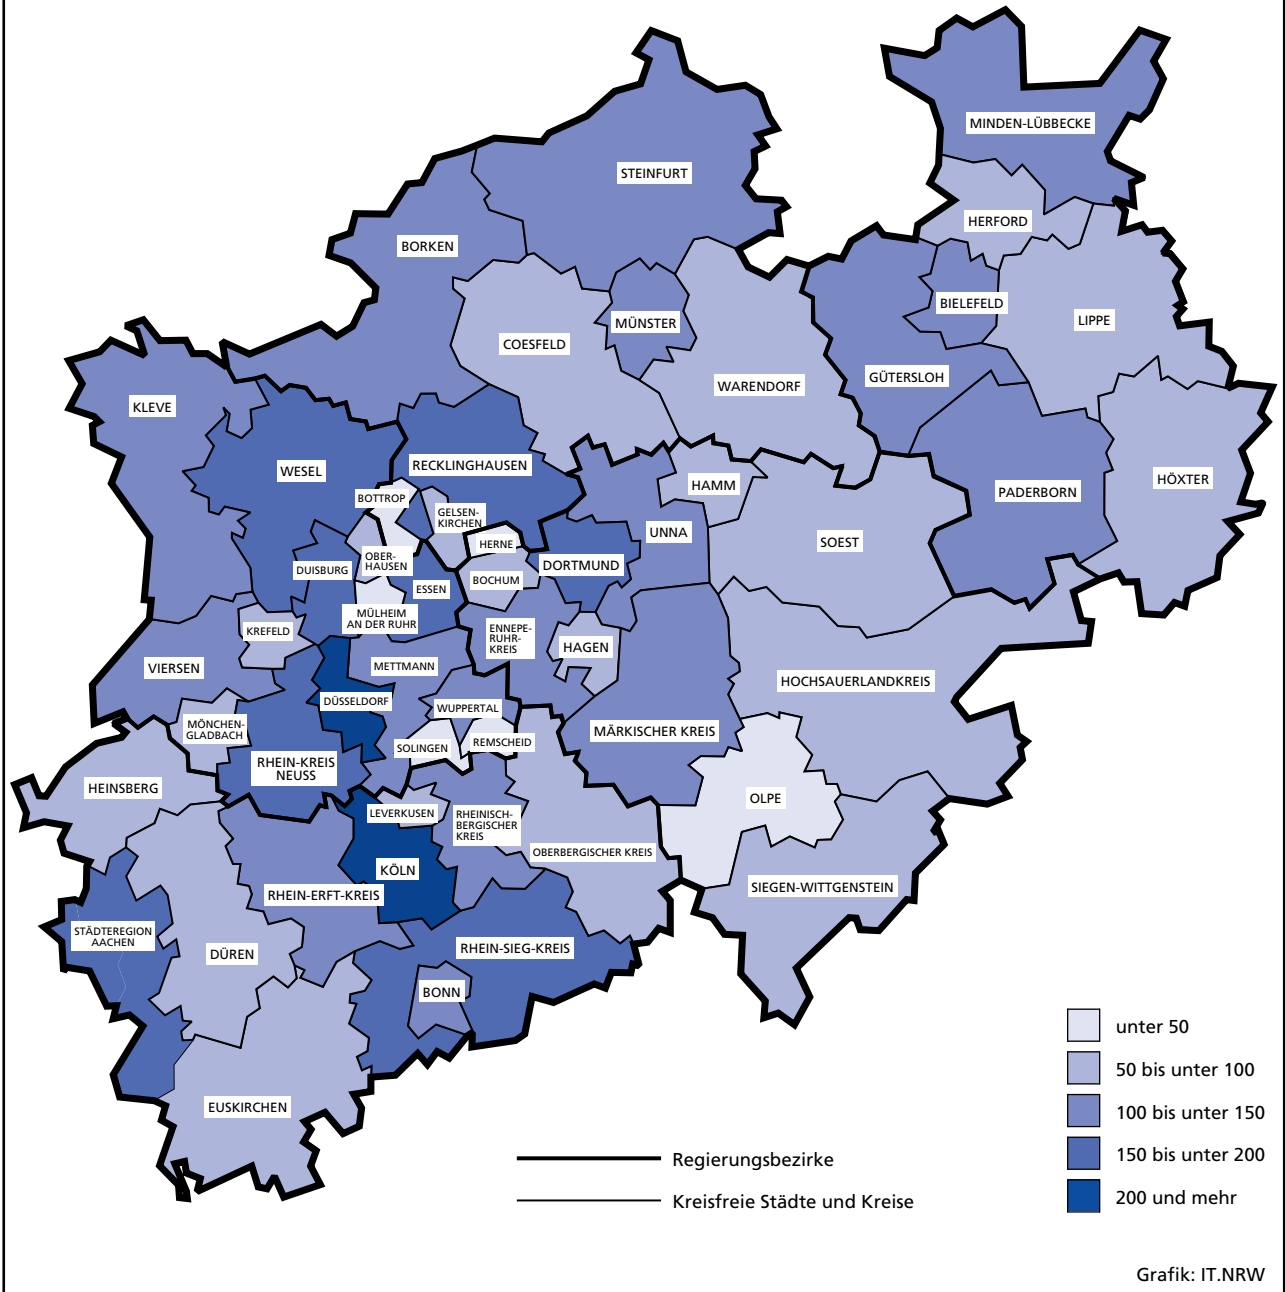 MINDEN-LÜBBECKE
STEINFURT
HERFORD
BORKEN
BIELEFELD
MÜNSTER
LIPPE
COESFELD
GÜTERSLOH
WARENDORF
KLEVE
RECKLINGHAUSEN
WESEL
HÖXTER
HAMM
PADERBORN
BOTTROP
GELSEN-
KIRCHEN
UNNA
SOEST
HERNE
OBER-
HAUSEN
DORTMUND
DUISBURG
BOCHUM
ESSEN
MÜLHEIM
AN DER RUHR
KREFELD
ENNEPE-
RUHR-
KREIS
HAGEN
VIERSEN
METTMANN
HOCHSAUERLANDKREIS
DÜSSELDORF
WUPPERTAL
MÖNCHEN-
GLADBACH
MÄRKISCHER KREIS
SOLINGEN
REMSCHEID
RHEIN-KREIS
NEUSS
HEINSBERG
OLPE
LEVERKUSEN
RHEINISCH-
BERGISCHER
KREIS
OBERBERGISCHER KREIS
KÖLN
SIEGEN-WITTGENSTEIN
RHEIN-ERFT-KREIS
STÄDTEREGION
AACHEN
DÜREN
RHEIN-SIEG-KREIS
BONN
EUSKIRCHEN
unter 50
50 bis unter 100
100 bis unter 150
150 bis unter 200
200 und mehr
Regierungsbezirke
Kreisfreie Städte und Kreise
Grafik: IT.NRW